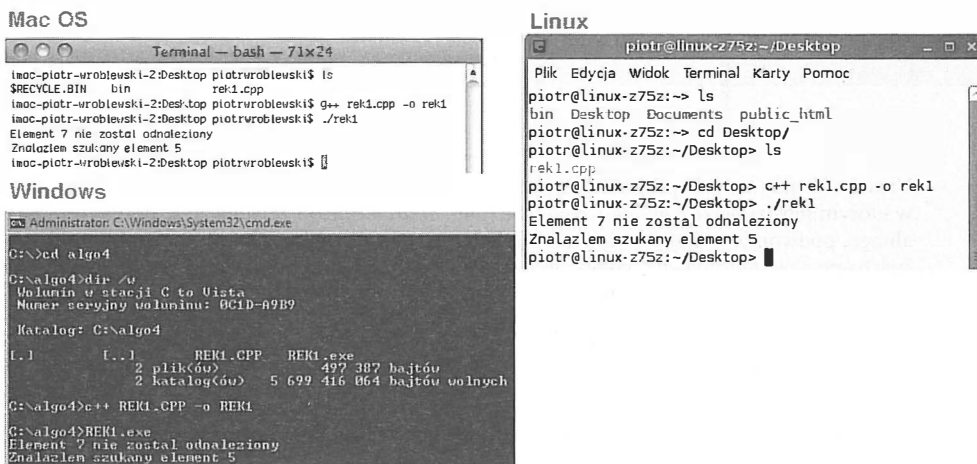 Mac OS
Terminal — bash — 71x24
imac-piotr-wroblewski-2:Desktop piotrwroblewski$ ls
$RECYCLE.BIN bin rek1.cpp
imac-piotr-wroblewski-2:Desktop piotrwroblewski$ g++ rek1.cpp -o rek1
imac-piotr-wroblewski-2:Desktop piotrwroblewski$ ./rek1
Element 7 nie zostal odnaleziony
Znalazlem szukany element 5
imac-piotr-wroblewski-2:Desktop piotrwroblewski$
Windows
Administrator: C:\Windows\System32\cmd.exe
C:\>cd algo4
C:\algo4>dir /w
Wolumin w stacji C to Vista
Numer seryjny woluminu: 0C1D-A9B9
Katalog: C:\algo4
[.] [..] REK1.CPP REK1.exe
2 plik(ów) 497 387 bajtów
2 katalog(ów) 5 699 416 064 bajtów wolnych
C:\algo4>c++ REK1.CPP -o REK1
C:\algo4>REK1.exe
Element 7 nie zostal odnaleziony
Znalazlem szukany element 5
Linux
piotr@linux-z75z:~/Desktop
Plik Edycja Widok Terminal Karty Pomoc
piotr@linux-z75z:~> ls
bin Desktop Documents public_html
piotr@linux-z75z:~> cd Desktop/
piotr@linux-z75z:~/Desktop> ls
rek1.cpp
piotr@linux-z75z:~/Desktop> c++ rek1.cpp -o rek1
piotr@linux-z75z:~/Desktop> ./rek1
Element 7 nie zostal odnaleziony
Znalazlem szukany element 5
piotr@linux-z75z:~/Desktop>